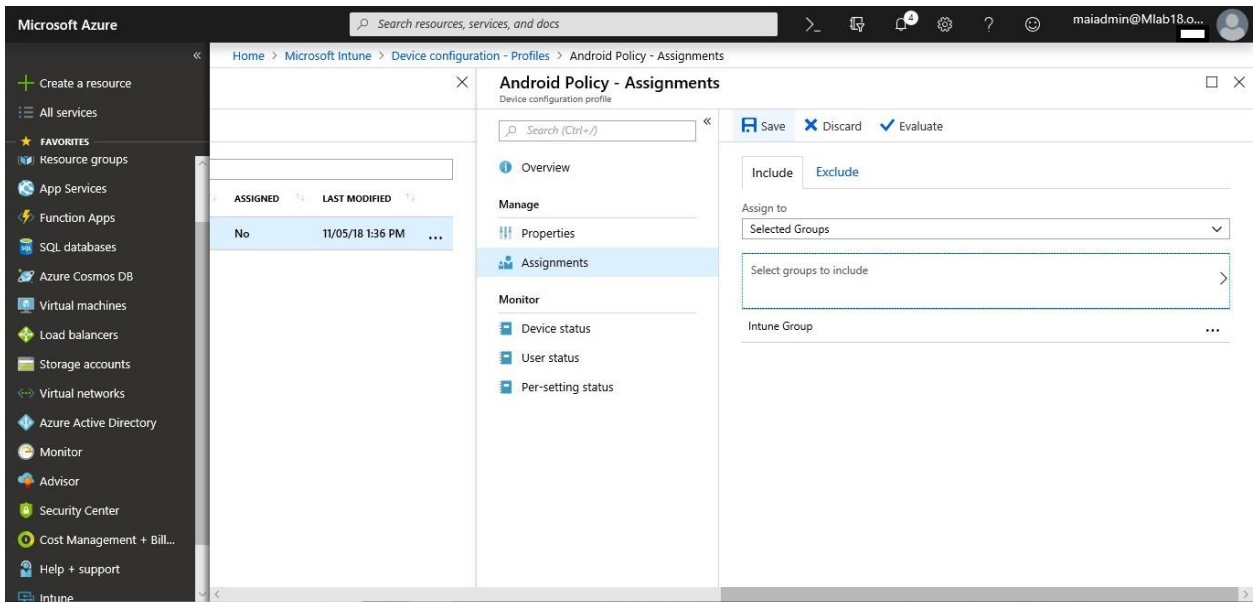 Microsoft Azure
Search resources, services, and docs
4
maiadmin@Mlab18.o...
Home > Microsoft Intune > Device configuration - Profiles > Android Policy - Assignments
Create a resource
All services
FAVORITES
Resource groups
App Services
Function Apps
SQL databases
Azure Cosmos DB
Virtual machines
Load balancers
Storage accounts
Virtual networks
Azure Active Directory
Monitor
Advisor
Security Center
Cost Management + Bill...
Help + support
Intune
ASSIGNED LAST MODIFIED
No 11/05/18 1:36 PM ...
Android Policy - Assignments
Device configuration profile
Search (Ctrl+/)
Overview
Manage
Properties
Assignments
Monitor
Device status
User status
Per-setting status
Save Discard Evaluate
Include Exclude
Assign to
Selected Groups
Select groups to include
Intune Group ...